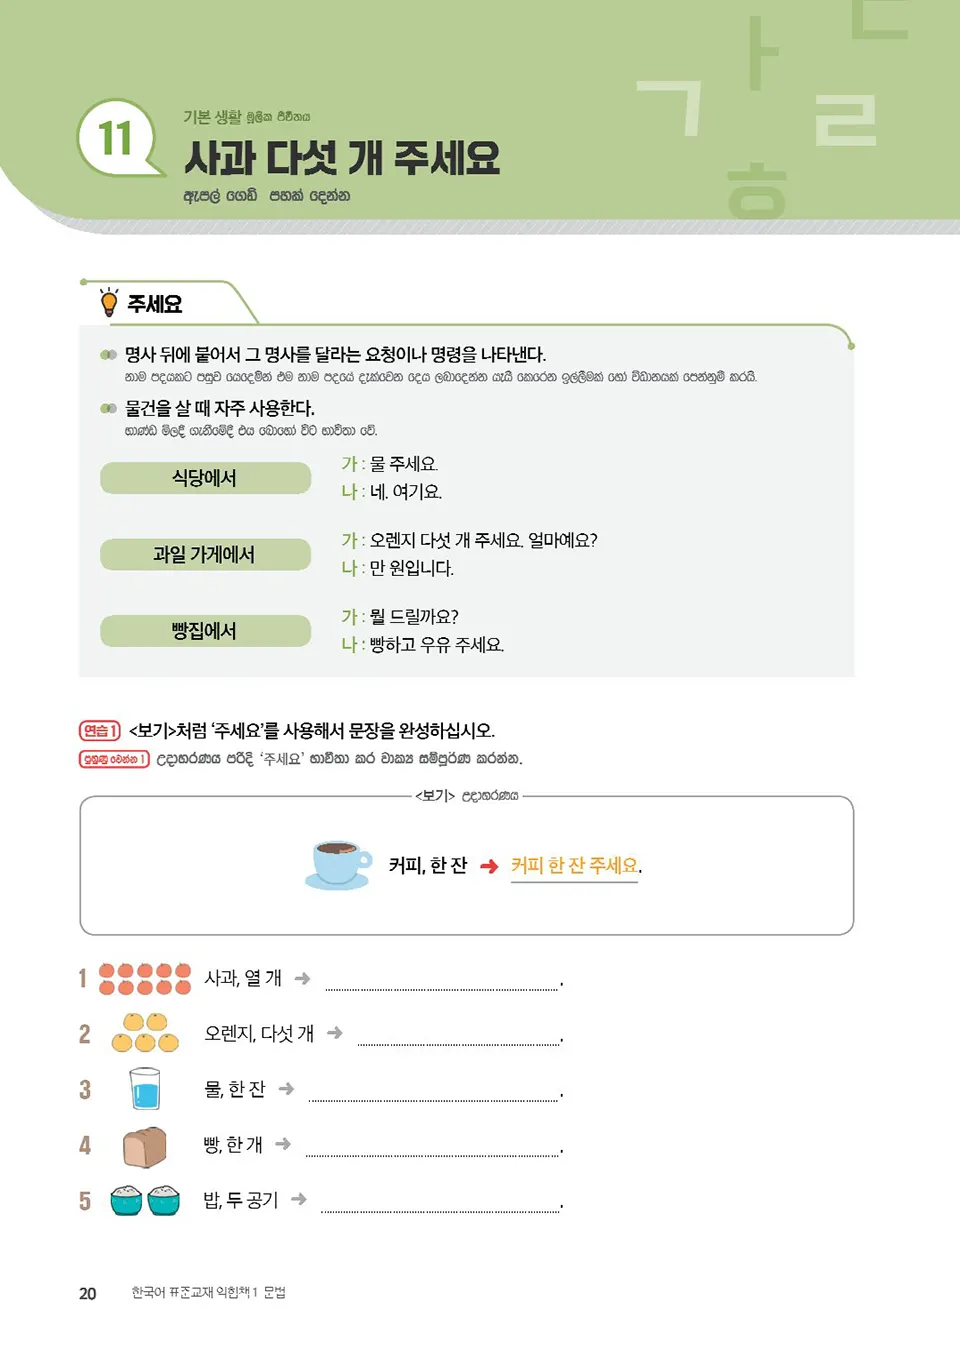 11
기본 생활 මූලික ජීවිතය
사과 다섯 개 주세요
ඇපල් ගෙඩි පහක් දෙන්න
ㅏ ㄷ
ㄱ ㄹ
ㅎ
주세요
명사 뒤에 붙어서 그 명사를 달라는 요청이나 명령을 나타낸다.
නාම පදයකට පසුව යෙදෙමින් එම නාම පදයේ දැක්වෙන දෙය ලබාදෙන්න යැයි කෙරෙන ඉල්ලීමක් හෝ විධානයක් පෙන්නුම් කරයි.
물건을 살 때 자주 사용한다.
භාණ්ඩ මිලදී ගැනීමේදී එය බොහෝ විට භාවිතා වේ.
식당에서
가 : 물 주세요.
나 : 네. 여기요.
과일 가게에서
가 : 오렌지 다섯 개 주세요. 얼마예요?
나 : 만 원입니다.
빵집에서
가 : 뭘 드릴까요?
나 : 빵하고 우유 주세요.
연습 1 <보기>처럼 ‘주세요’를 사용해서 문장을 완성하십시오.
පුහුණු වෙන්න 1 උදාහරණය පරිදි ‘주세요’ භාවිතා කර වාක්‍ය සම්පූර්ණ කරන්න.
<보기> උදාහරණය
커피, 한 잔 ➜ 커피 한 잔 주세요.
1 사과, 열 개 ➜ .
2 오렌지, 다섯 개 ➜ .
3 물, 한 잔 ➜ .
4 빵, 한 개 ➜ .
5 밥, 두 공기 ➜ .
20 한국어 표준교재 익힘책 1 문법